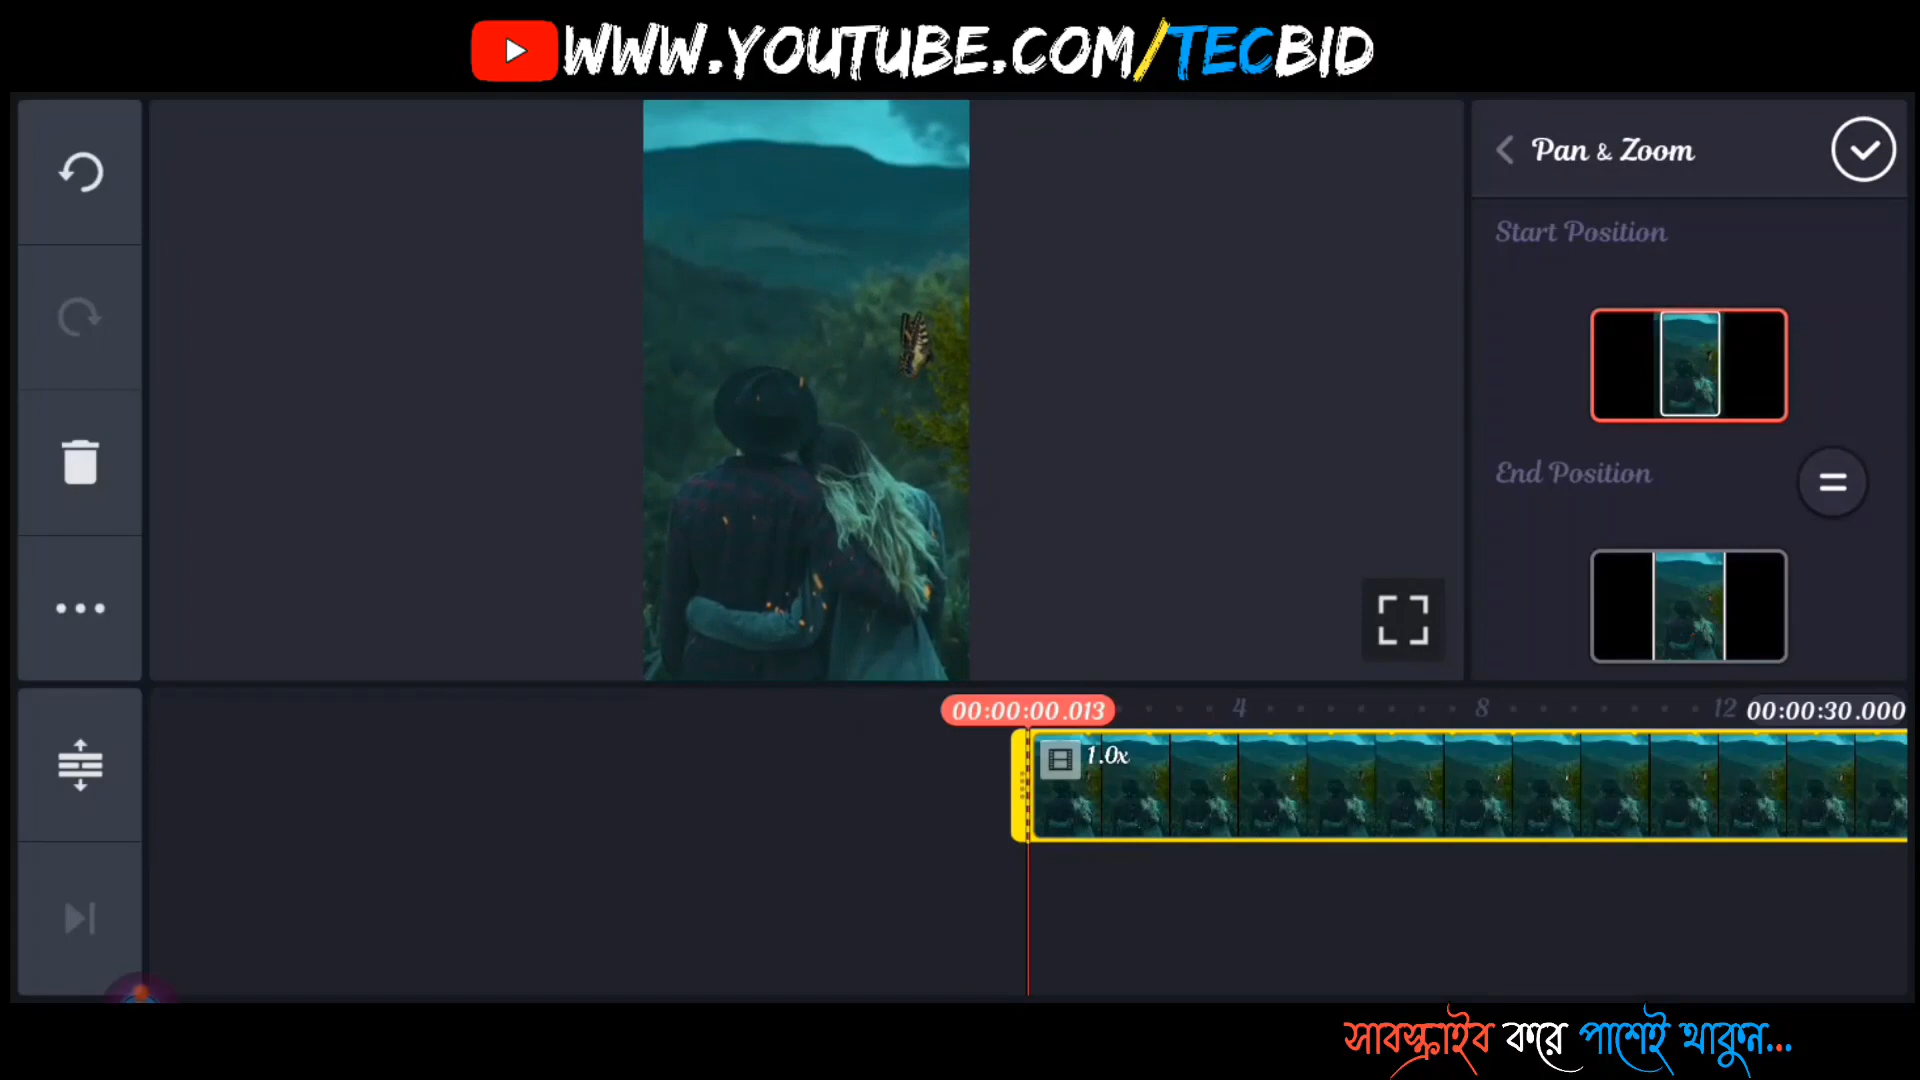 WWW.YOUTUBE.COM/TECBID
Pan & Zoom
Start Position
End Position
00:00:00.013
4
8
12
00:00:30.000
1.0x
সাবস্ক্রাইব করে পাশেই থাকুন...